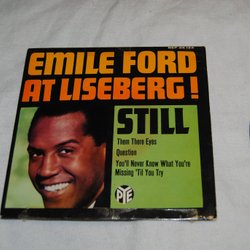 EMILE FORD
AT LISEBERG!
STILL
Them There Eyes
Question
You'll Never Know What You're
Missing 'Til You Try
PYE